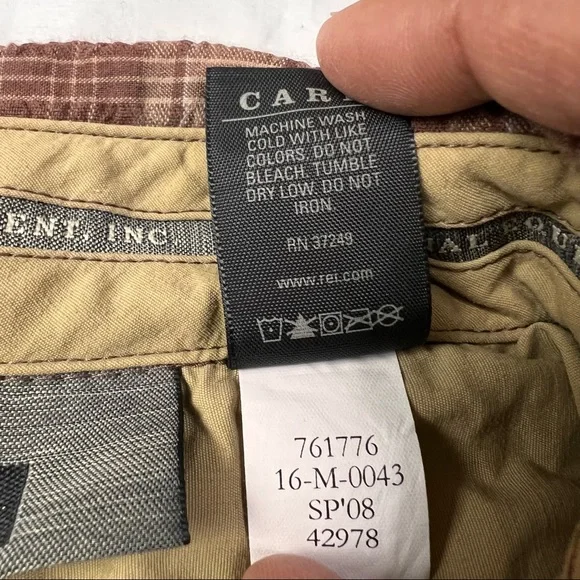 CAR
MACHINE WASH
COLD WITH LIKE
COLORS. DO NOT
BLEACH. TUMBLE
DRY LOW. DO NOT
IRON.
RN 37249
www.rei.com
ENT, INC.
761776
16-M-0043
SP'08
42978